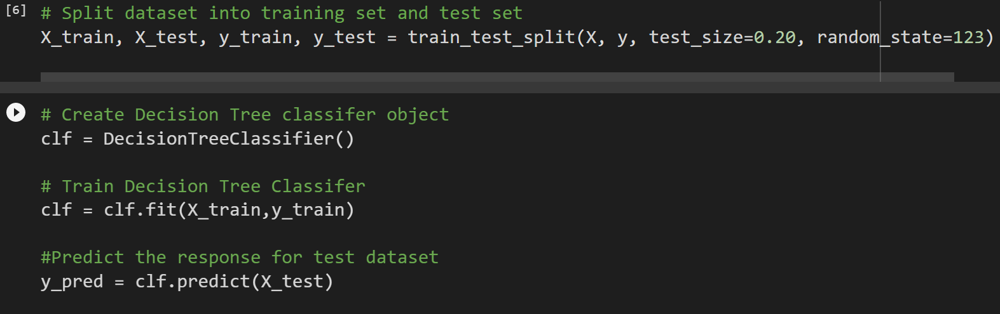 [6] # Split dataset into training set and test set
X_train, X_test, y_train, y_test = train_test_split(X, y, test_size=0.20, random_state=123)
# Create Decision Tree classifer object
clf = DecisionTreeClassifier()
# Train Decision Tree Classifer
clf = clf.fit(X_train,y_train)
#Predict the response for test dataset
y_pred = clf.predict(X_test)